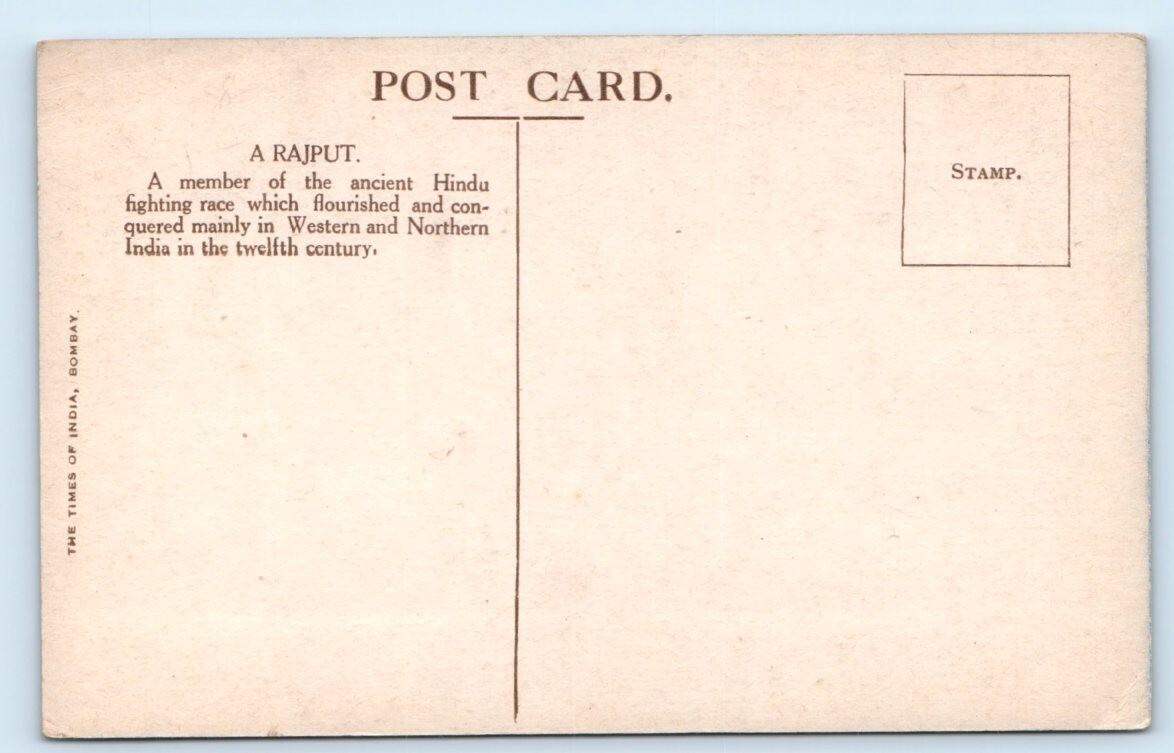 POST CARD.
A RAJPUT.
A member of the ancient Hindu
fighting race which flourished and con-
quered mainly in Western and Northern
India in the twelfth century.
STAMP.
THE TIMES OF INDIA, BOMBAY.